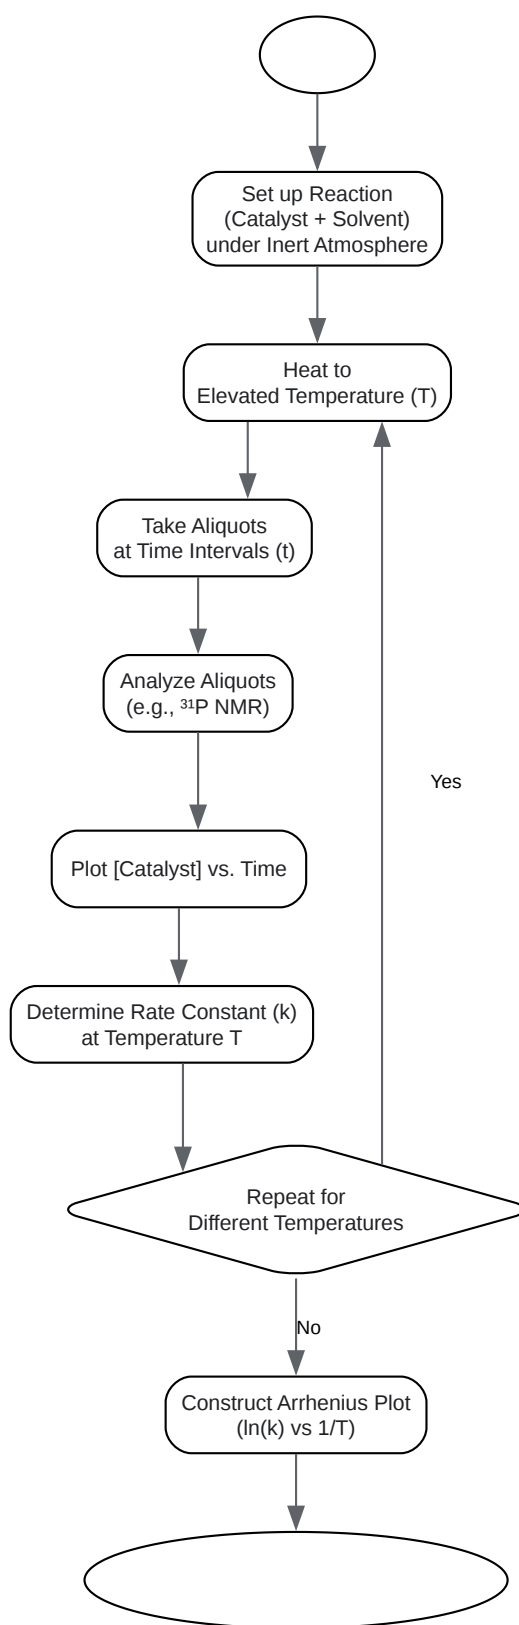 Set up Reaction
(Catalyst + Solvent)
under Inert Atmosphere
Heat to
Elevated Temperature (T)
Take Aliquots
at Time Intervals (t)
Analyze Aliquots
(e.g., ³¹P NMR)
Yes
Plot [Catalyst] vs. Time
Determine Rate Constant (k)
at Temperature T
Repeat for
Different Temperatures
No
Construct Arrhenius Plot
(ln(k) vs 1/T)